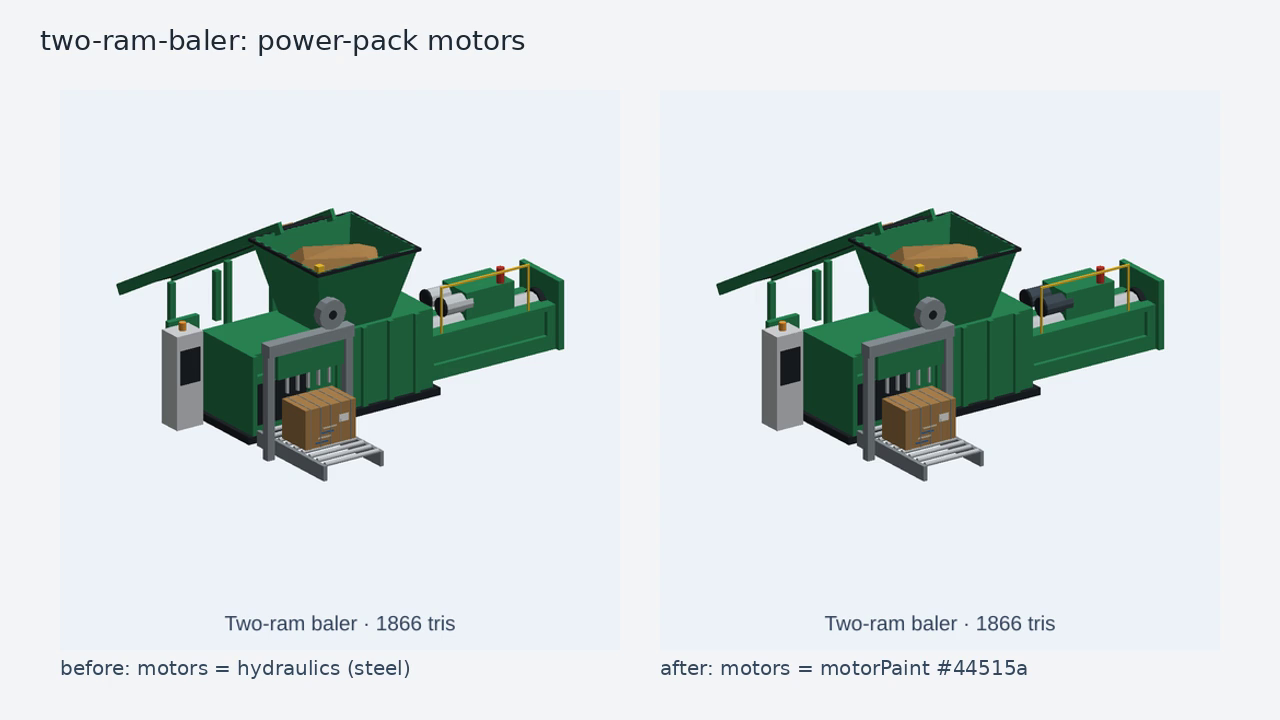 two-ram-baler: power-pack motors
Two-ram baler · 1866 tris
Two-ram baler · 1866 tris
before: motors = hydraulics (steel)
after: motors = motorPaint #44515a